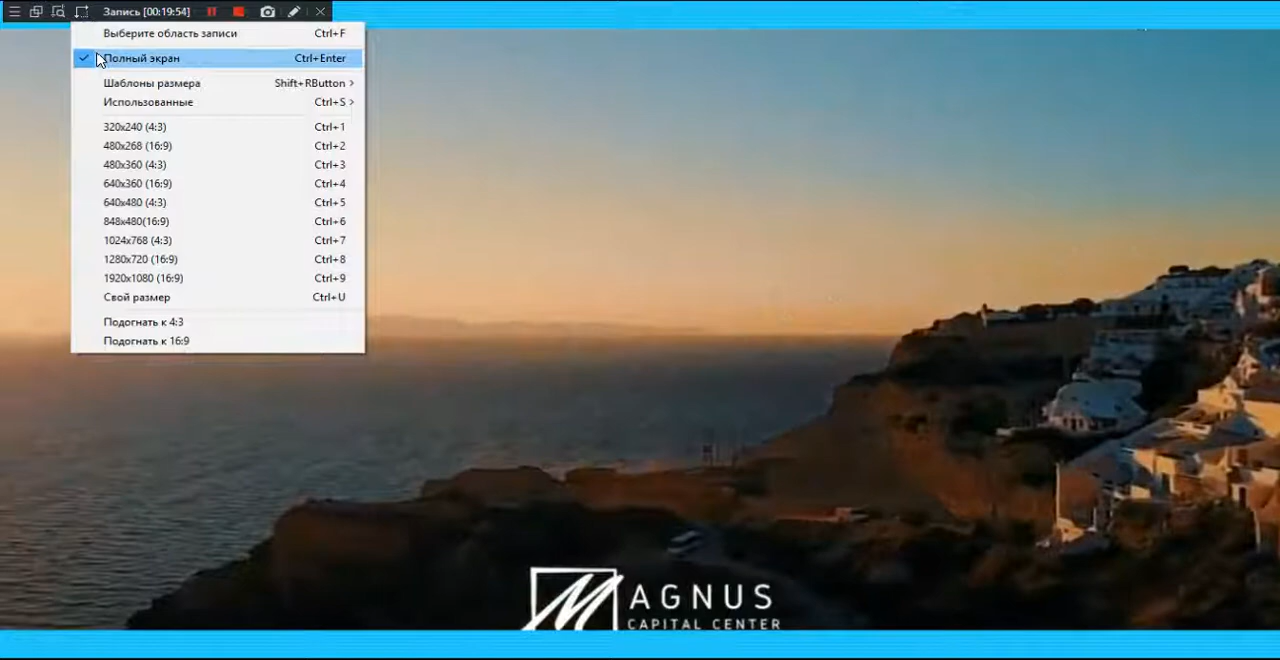 Запись [00:19:54]
Выберите область записи Ctrl+F
Полный экран Ctrl+Enter
Шаблоны размера Shift+RButton
Использованные Ctrl+S
320x240 (4:3) Ctrl+1
480x268 (16:9) Ctrl+2
480x360 (4:3) Ctrl+3
640x360 (16:9) Ctrl+4
640x480 (4:3) Ctrl+5
848x480(16:9) Ctrl+6
1024x768 (4:3) Ctrl+7
1280x720 (16:9) Ctrl+8
1920x1080 (16:9) Ctrl+9
Свой размер Ctrl+U
Подогнать к 4:3
Подогнать к 16:9
MAGNUS
CAPITAL CENTER